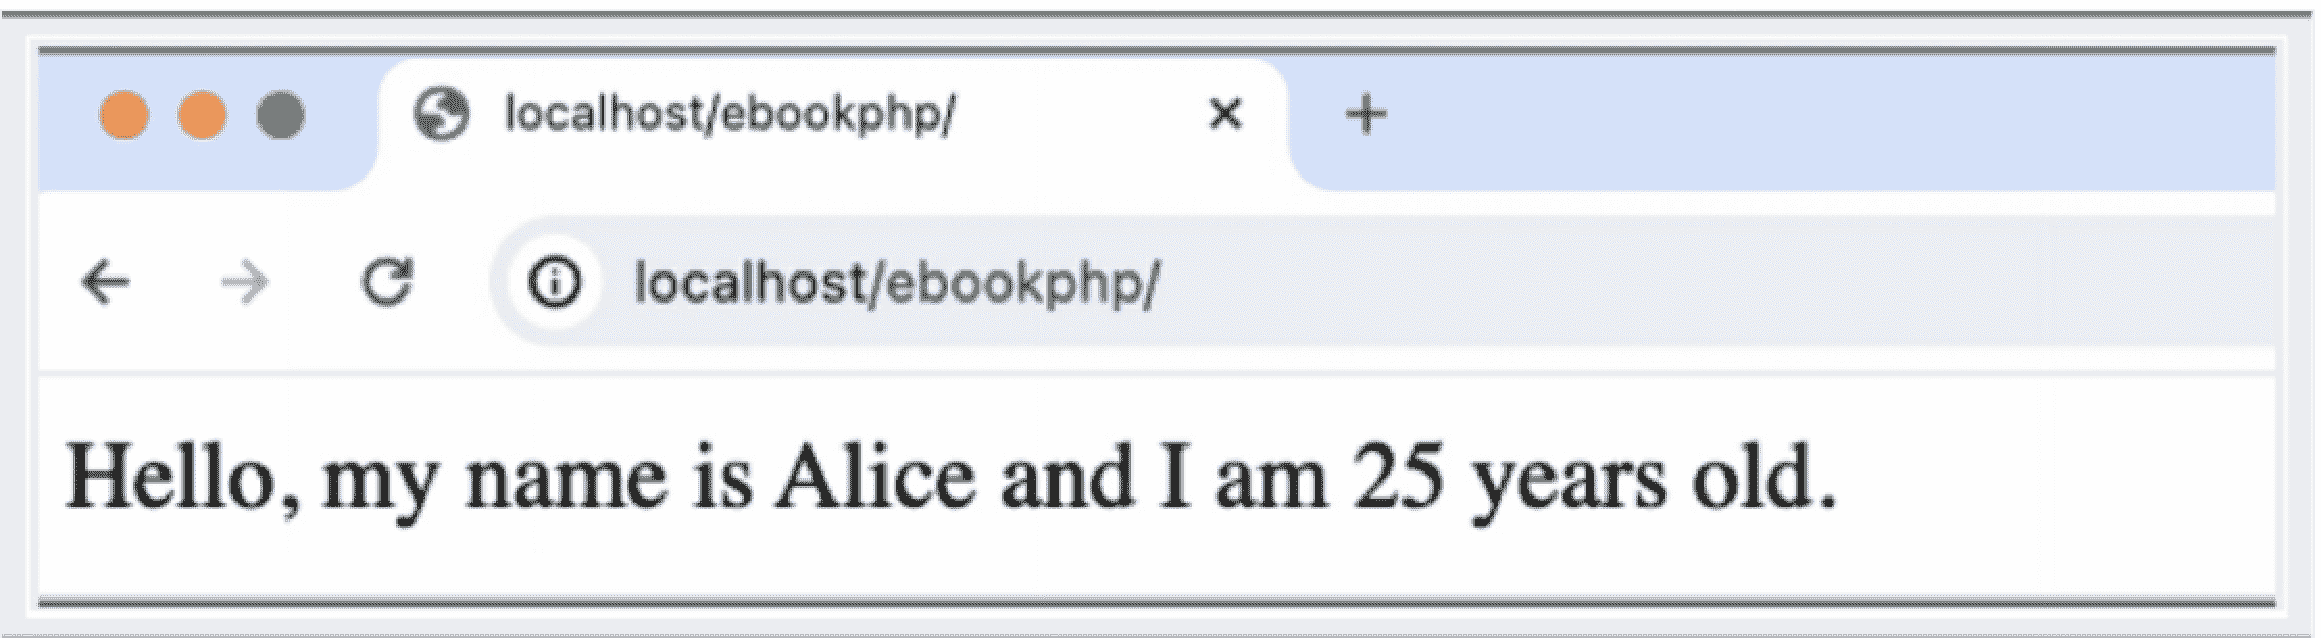 localhost/ebookphp/
localhost/ebookphp/
Hello, my name is Alice and I am 25 years old.